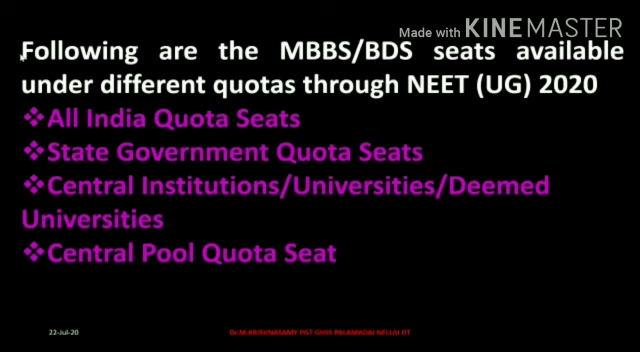 Made with KINEMASTER
Following are the MBBS/BDS seats available
under different quotas through NEET (UG) 2020
❖All India Quota Seats
❖State Government Quota Seats
❖Central Institutions/Universities/Deemed
Universities
❖Central Pool Quota Seat
22-Jul-20